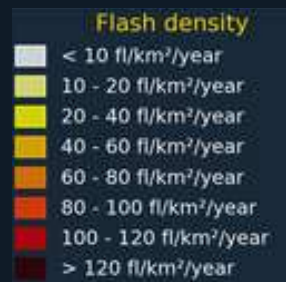 Flash density
< 10 fl/km²/year
10 - 20 fl/km²/year
20 - 40 fl/km²/year
40 - 60 fl/km²/year
60 - 80 fl/km²/year
80 - 100 fl/km²/year
100 - 120 fl/km²/year
> 120 fl/km²/year